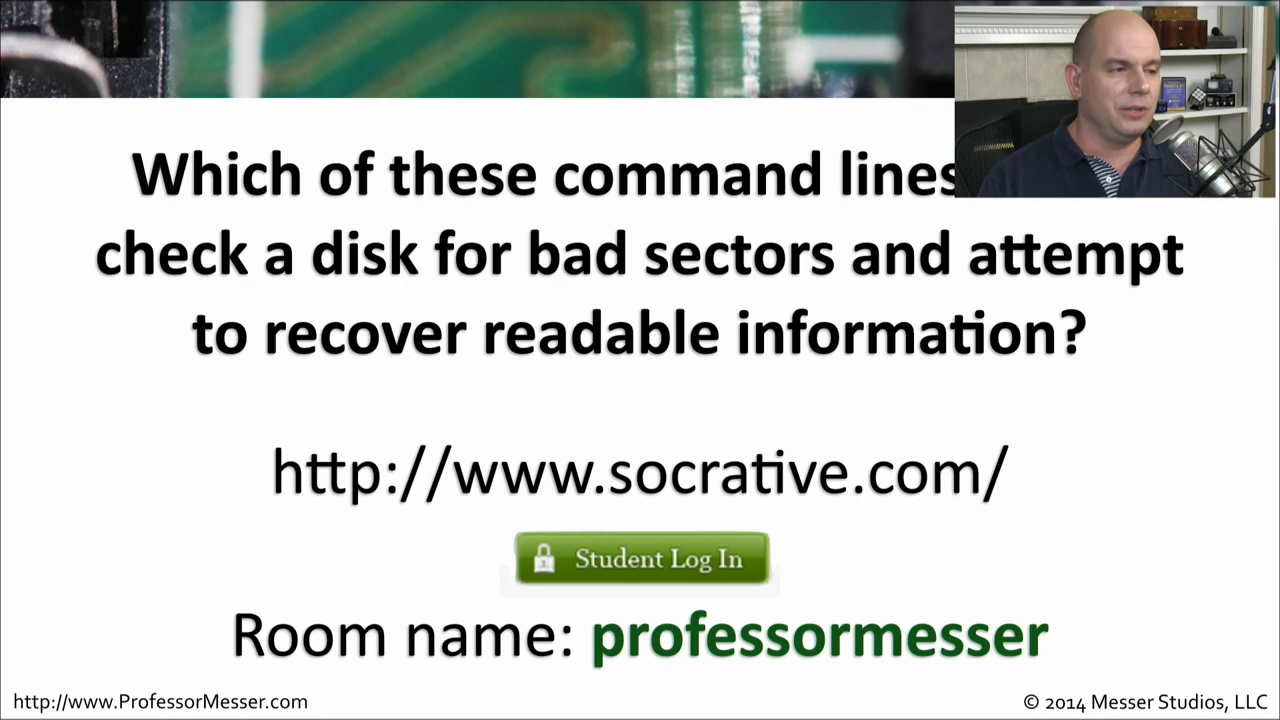 Which of these command lines
check a disk for bad sectors and attempt
to recover readable information?
http://www.socrative.com/
Student Log In
Room name: professormesser
http://www.ProfessorMesser.com
© 2014 Messer Studios, LLC